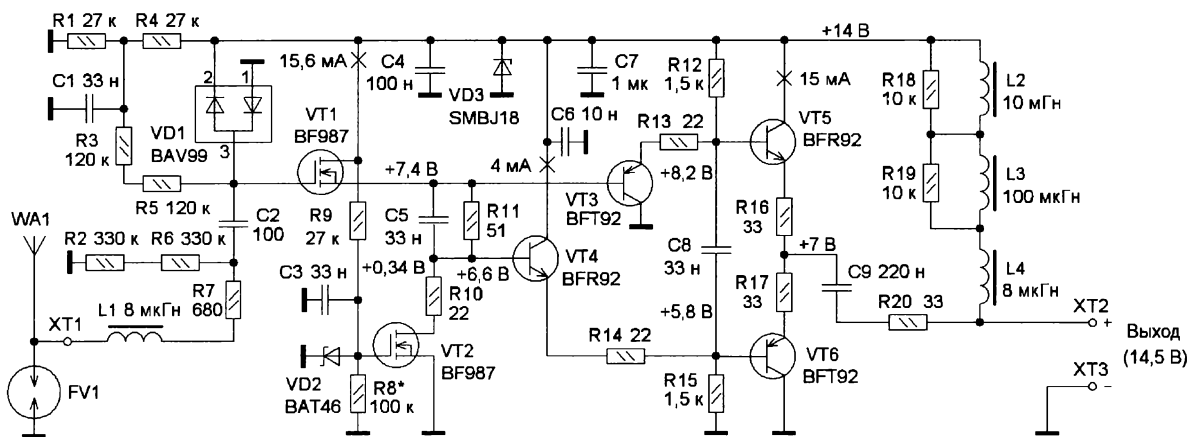 R1 27 к
R4 27 к
+14 В
C1 33 н
2
1
15,6 мА
C4
100 н
C7
1 мк
R12
1,5 к
15 мА
R18
10 к
L2
10 мГн
R3
120 к
VD1
BAV99
3
VT1
BF987
VD3
SMBJ18
C6 10 н
R13 22
VT5
BFR92
4 мА
+7,4 В
+8,2 В
R19
10 к
L3
100 мкГн
R5 120 к
VT3
BFT92
WA1
C2
100
R9
27 к
C5
33 н
R11
51
R16
33
R2 330 к
R6 330 к
VT4
BFR92
C8
33 н
+7 В
C3 33 н
+0,34 В
+6,6 В
C9 220 н
L4
8 мкГн
R7
680
R10
22
R17
33
L1 8 мкГн
R20 33
XT1
R14 22
+5,8 В
XT2
+
Выход
(14,5 В)
VT2
BF987
VT6
BFT92
VD2
BAT46
R8*
100 к
R15
1,5 к
XT3
–
FV1